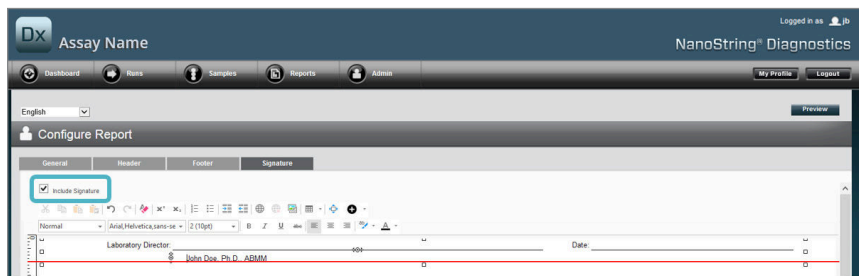 Logged in as jb
Dx Assay Name
NanoString® Diagnostics
Dashboard Runs Samples Reports Admin My Profile Logout
English Preview
Configure Report
General Header Footer Signature
Include Signature
Normal Arial,Helvetica,sans-se 2 (10pt) B I U abc A
Laboratory Director: Date:
John Doe, Ph.D., ABMM